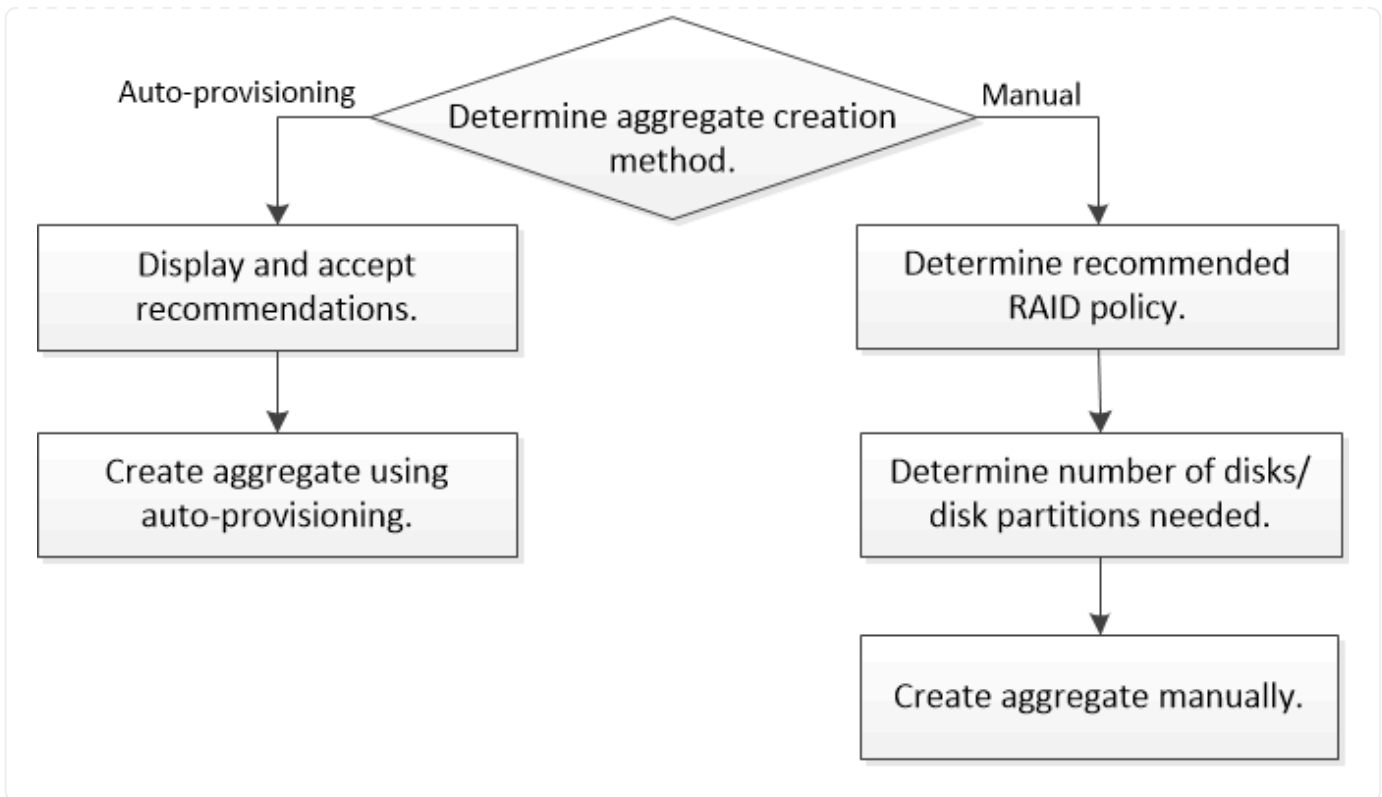 Auto-provisioning
Determine aggregate creation
method.
Manual
Display and accept
recommendations.
Create aggregate using
auto-provisioning.
Determine recommended
RAID policy.
Determine number of disks/
disk partitions needed.
Create aggregate manually.